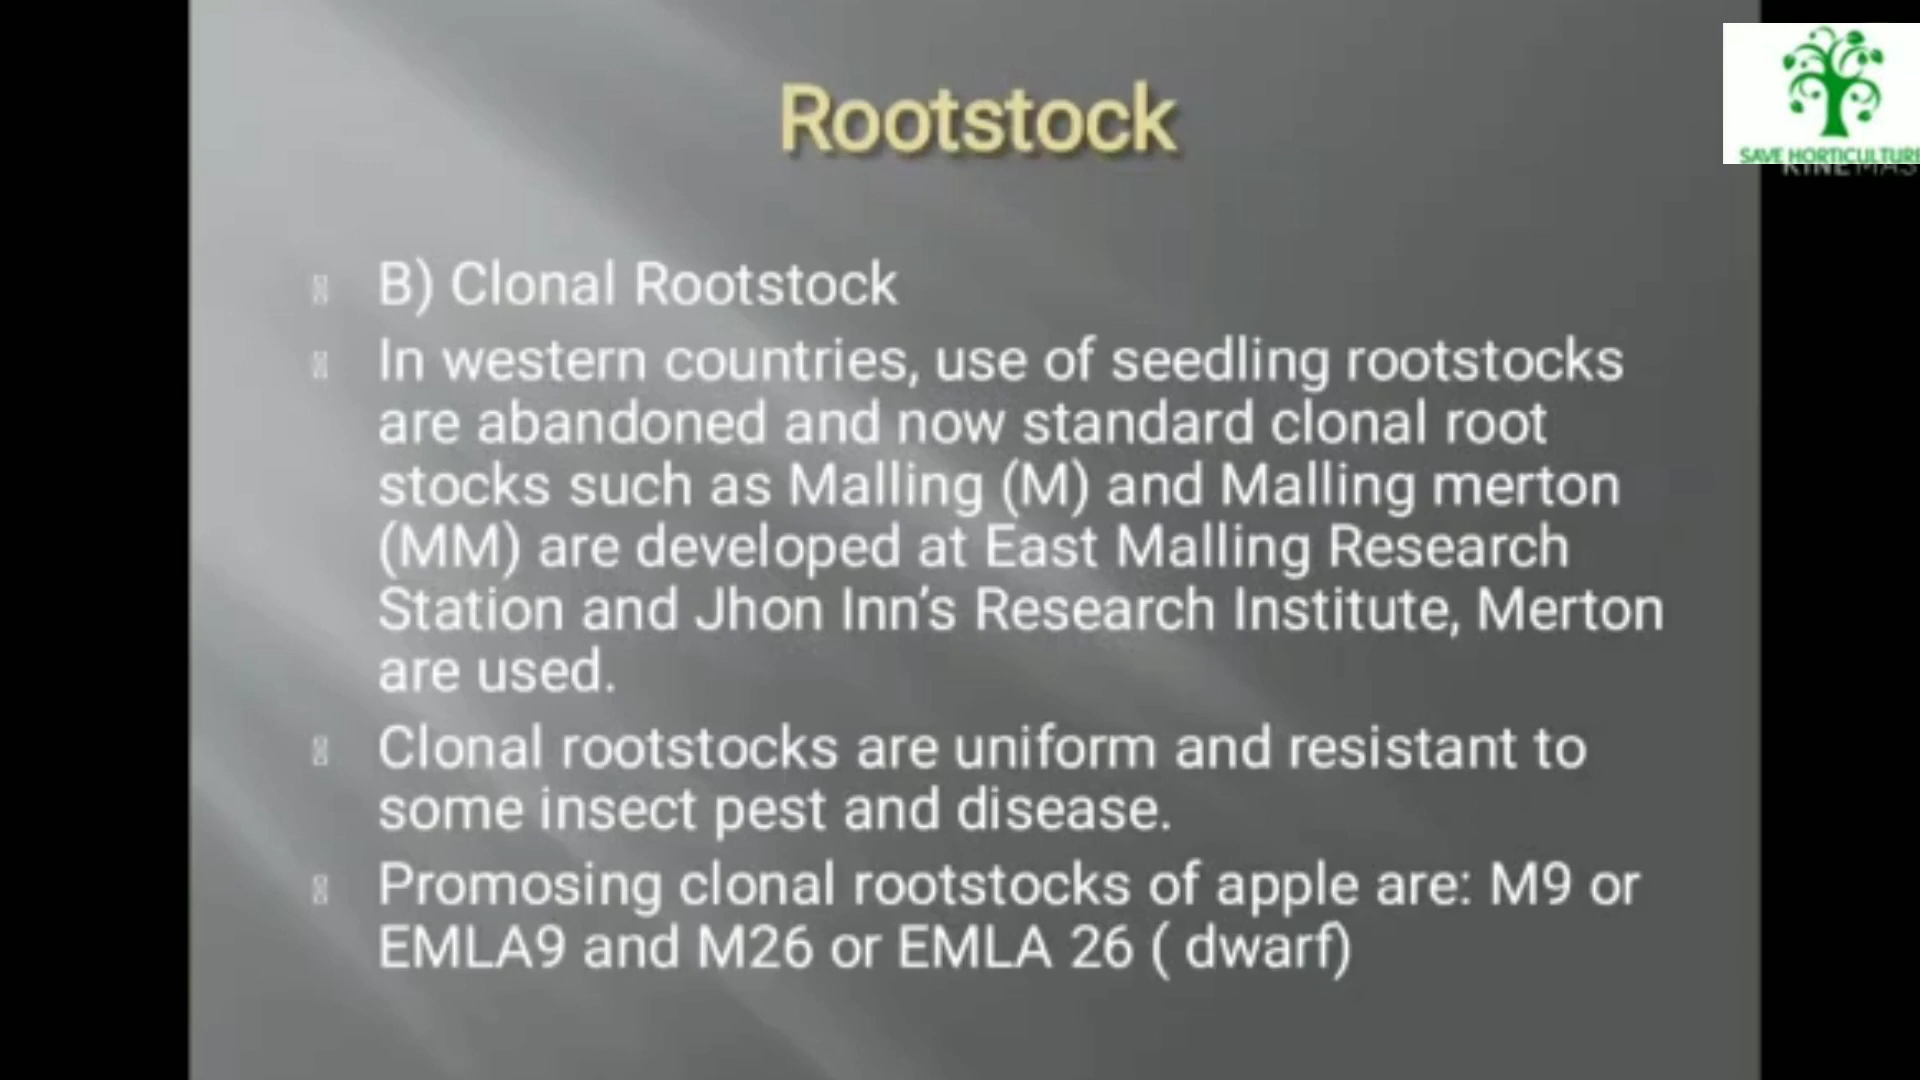 Rootstock
SAVE HORTICULTURE
B) Clonal Rootstock
In western countries, use of seedling rootstocks
are abandoned and now standard clonal root
stocks such as Malling (M) and Malling merton
(MM) are developed at East Malling Research
Station and Jhon Inn’s Research Institute, Merton
are used.
Clonal rootstocks are uniform and resistant to
some insect pest and disease.
Promosing clonal rootstocks of apple are: M9 or
EMLA9 and M26 or EMLA 26 ( dwarf)